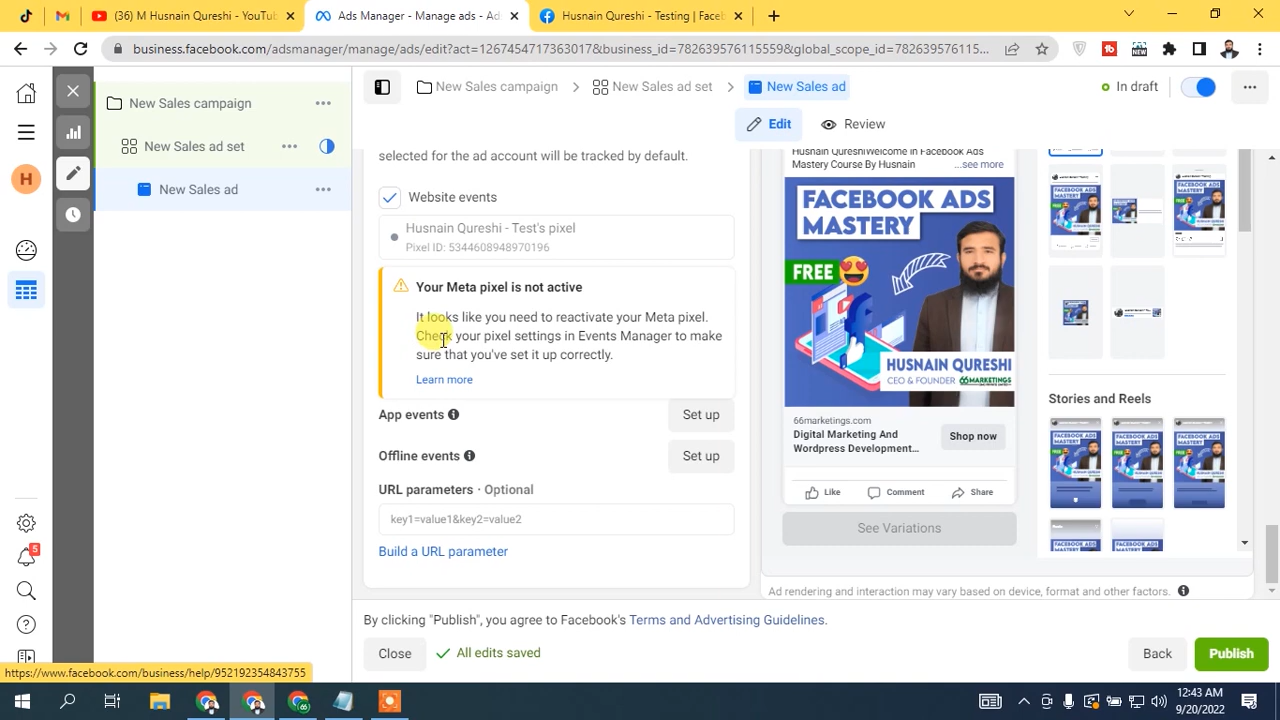 (36) M Husnain Qureshi - YouTu
Ads Manager - Manage ads - Ad
Husnain Qureshi - Testing | Faceb
business.facebook.com/adsmanager/manage/ads/edit?act=1267454717363017&business_id=782639576115559&global_scope_id=782639576115...
NEW
New Sales campaign
New Sales ad set
New Sales ad
New Sales campaign
New Sales ad set
New Sales ad
In draft
Edit
Review
H
5
selected for the ad account will be tracked by default.
Website events
Husnain Qureshi - Test's pixel
Pixel ID: 5344608948970196
Your Meta pixel is not active
It looks like you need to reactivate your Meta pixel.
Check your pixel settings in Events Manager to make
sure that you've set it up correctly.
Learn more
App events
Set up
Offline events
Set up
URL parameters · Optional
key1=value1&key2=value2
Build a URL parameter
Husnain QureshiWelcome In Facebook Ads
Mastery Course By Husnain ...see more
FACEBOOK ADS
MASTERY
FREE
HUSNAIN QURESHI
CEO & FOUNDER 66MARKETINGS
66marketings.com
Digital Marketing And
Wordpress Development...
Shop now
Like
Comment
Share
See Variations
Stories and Reels
Ad rendering and interaction may vary based on device, format and other factors.
By clicking "Publish", you agree to Facebook's Terms and Advertising Guidelines.
Close
All edits saved
Back
Publish
https://www.facebook.com/business/help/952192354843755
12:43 AM
9/20/2022